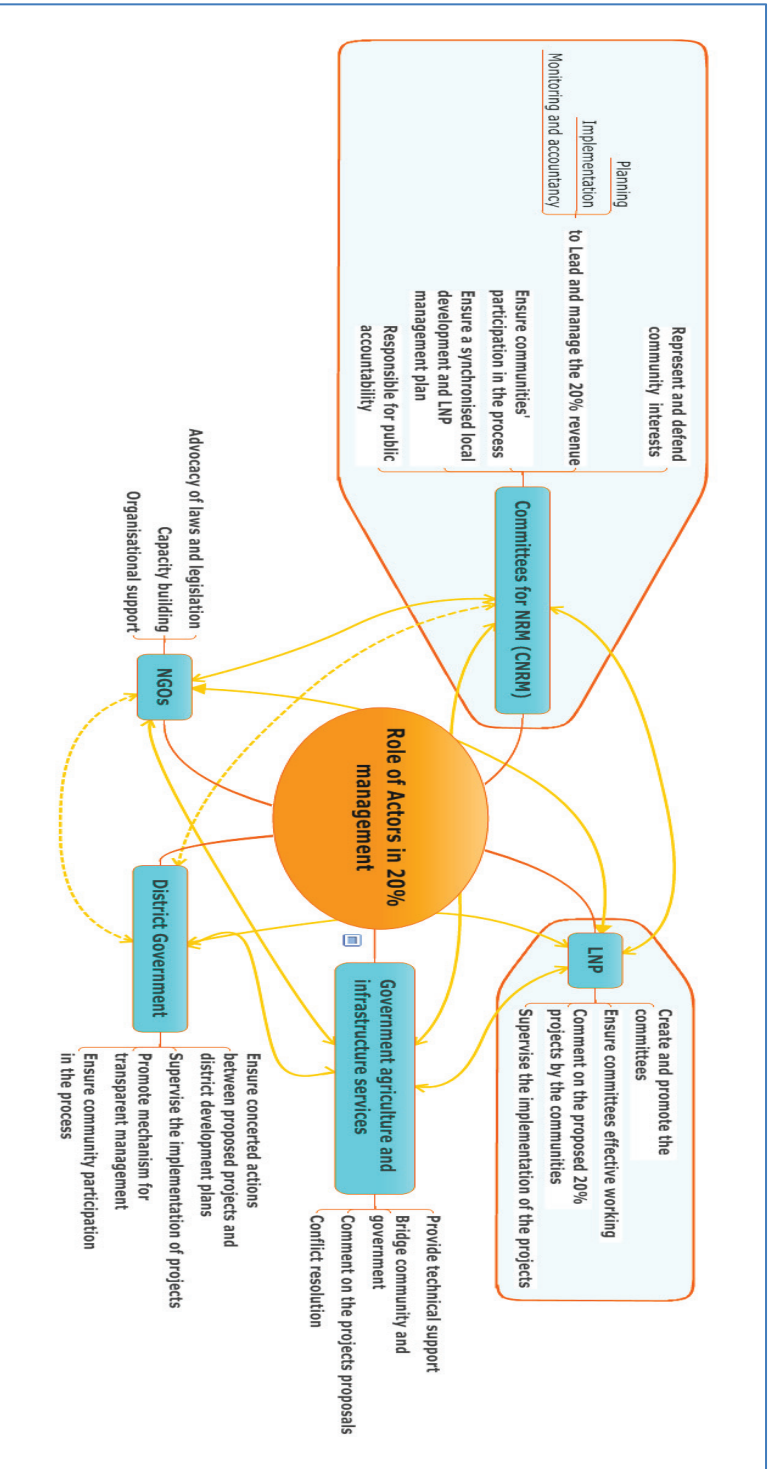 Role of Actors in 20%
management
Committees for NRM (CNRM)
Represent and defend
community interests
to Lead and manage the 20% revenue
Planning
Implementation
Monitoring and accountancy
Ensure communities'
participation in the process
Ensure a synchronised local
development and LNP
management plan
Responsible for public
accountability
LNP
Create and promote the
committees
Ensure committees effective working
Comment on the proposed 20%
projects by the communities
Supervise the implementation of the projects
Government agriculture and
infrastructure services
Provide technical support
Bridge community and
government
Comment on the projects proposals
Conflict resolution
District Government
Ensure concerted actions
between proposed projects and
district development plans
Supervise the implementation of projects
Promote mechanism for
transparent management
Ensure community participation
in the process
NGOs
Advocacy of laws and legislation
Capacity building
Organisational support